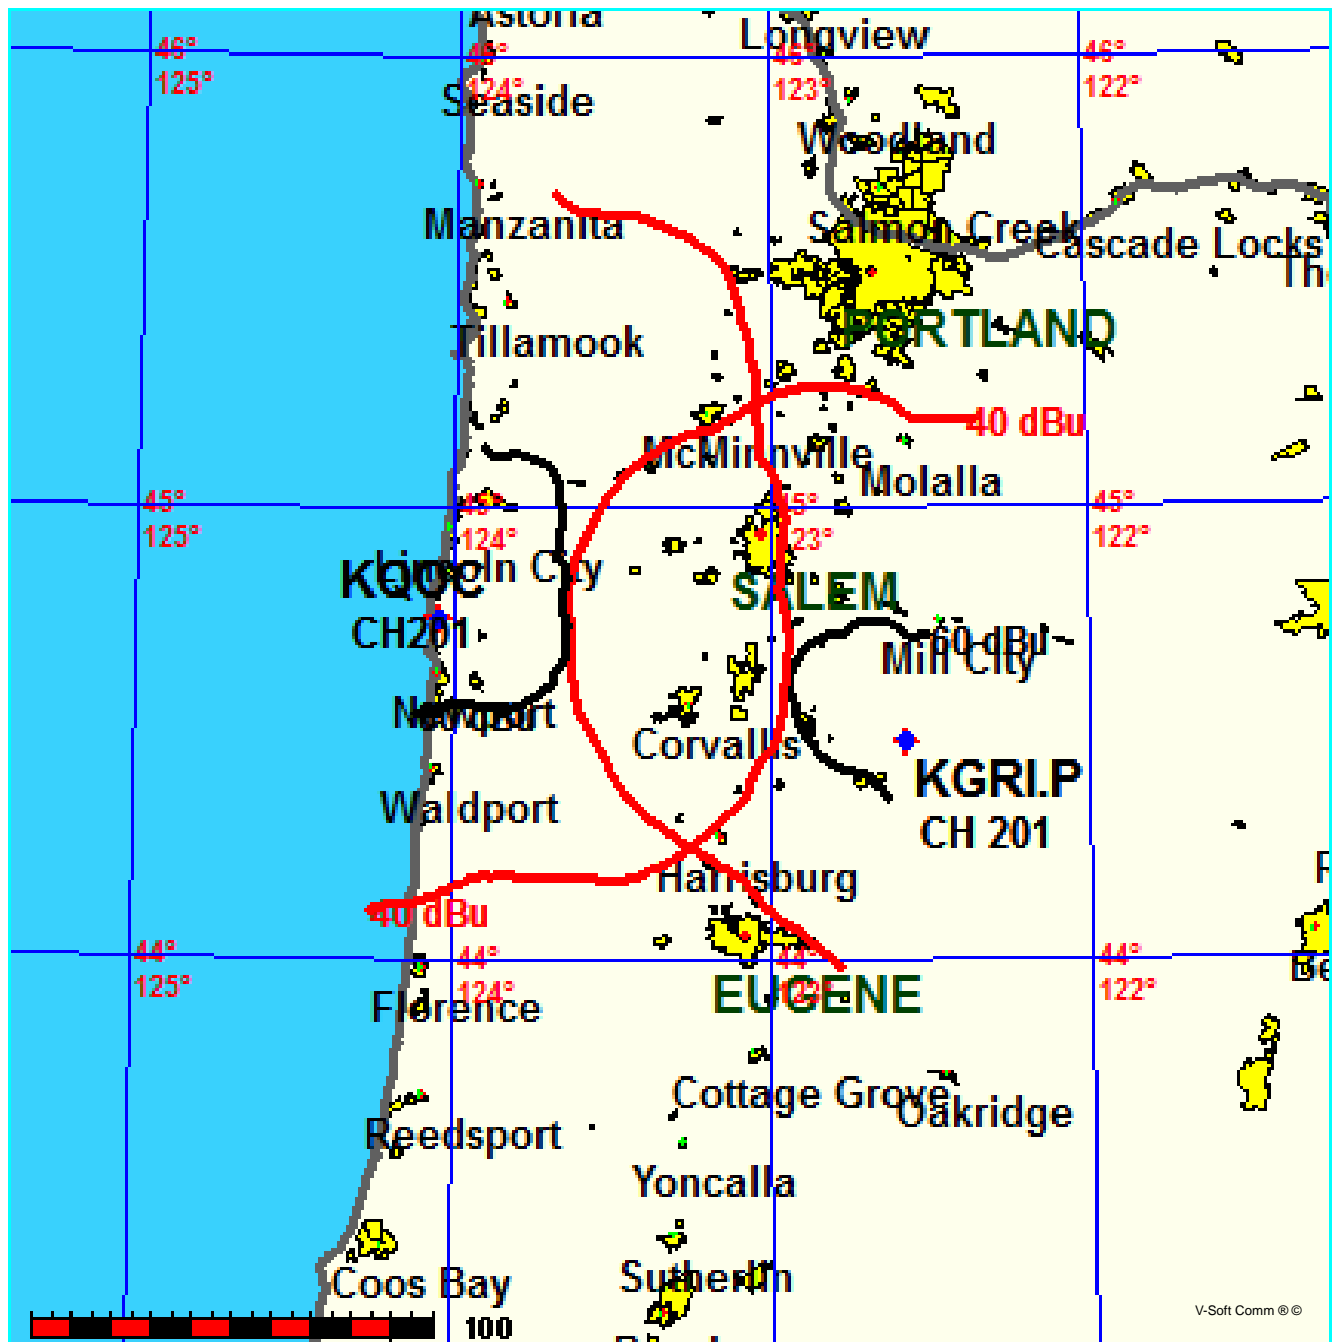 Astoria
Longview
46°
125°
46°
124°
46°
123°
46°
122°
Seaside
Woodland
Manzanita
Salmon Creek
Cascade Locks
PORTLAND
Tillamook
40 dBu
McMinnville
Molalla
45°
125°
45°
124°
45°
123°
45°
122°
Lincoln City
KQOC
CH201
SALEM
60 dBu
Mill City
Newport
60 dBu
Corvallis
KGRI.P
CH 201
Waldport
Harrisburg
40 dBu
44°
125°
44°
124°
44°
123°
44°
122°
EUGENE
Florence
Cottage Grove
Oakridge
Reedsport
Yoncalla
Sutherlin
Coos Bay
V-Soft Comm ® ©
100